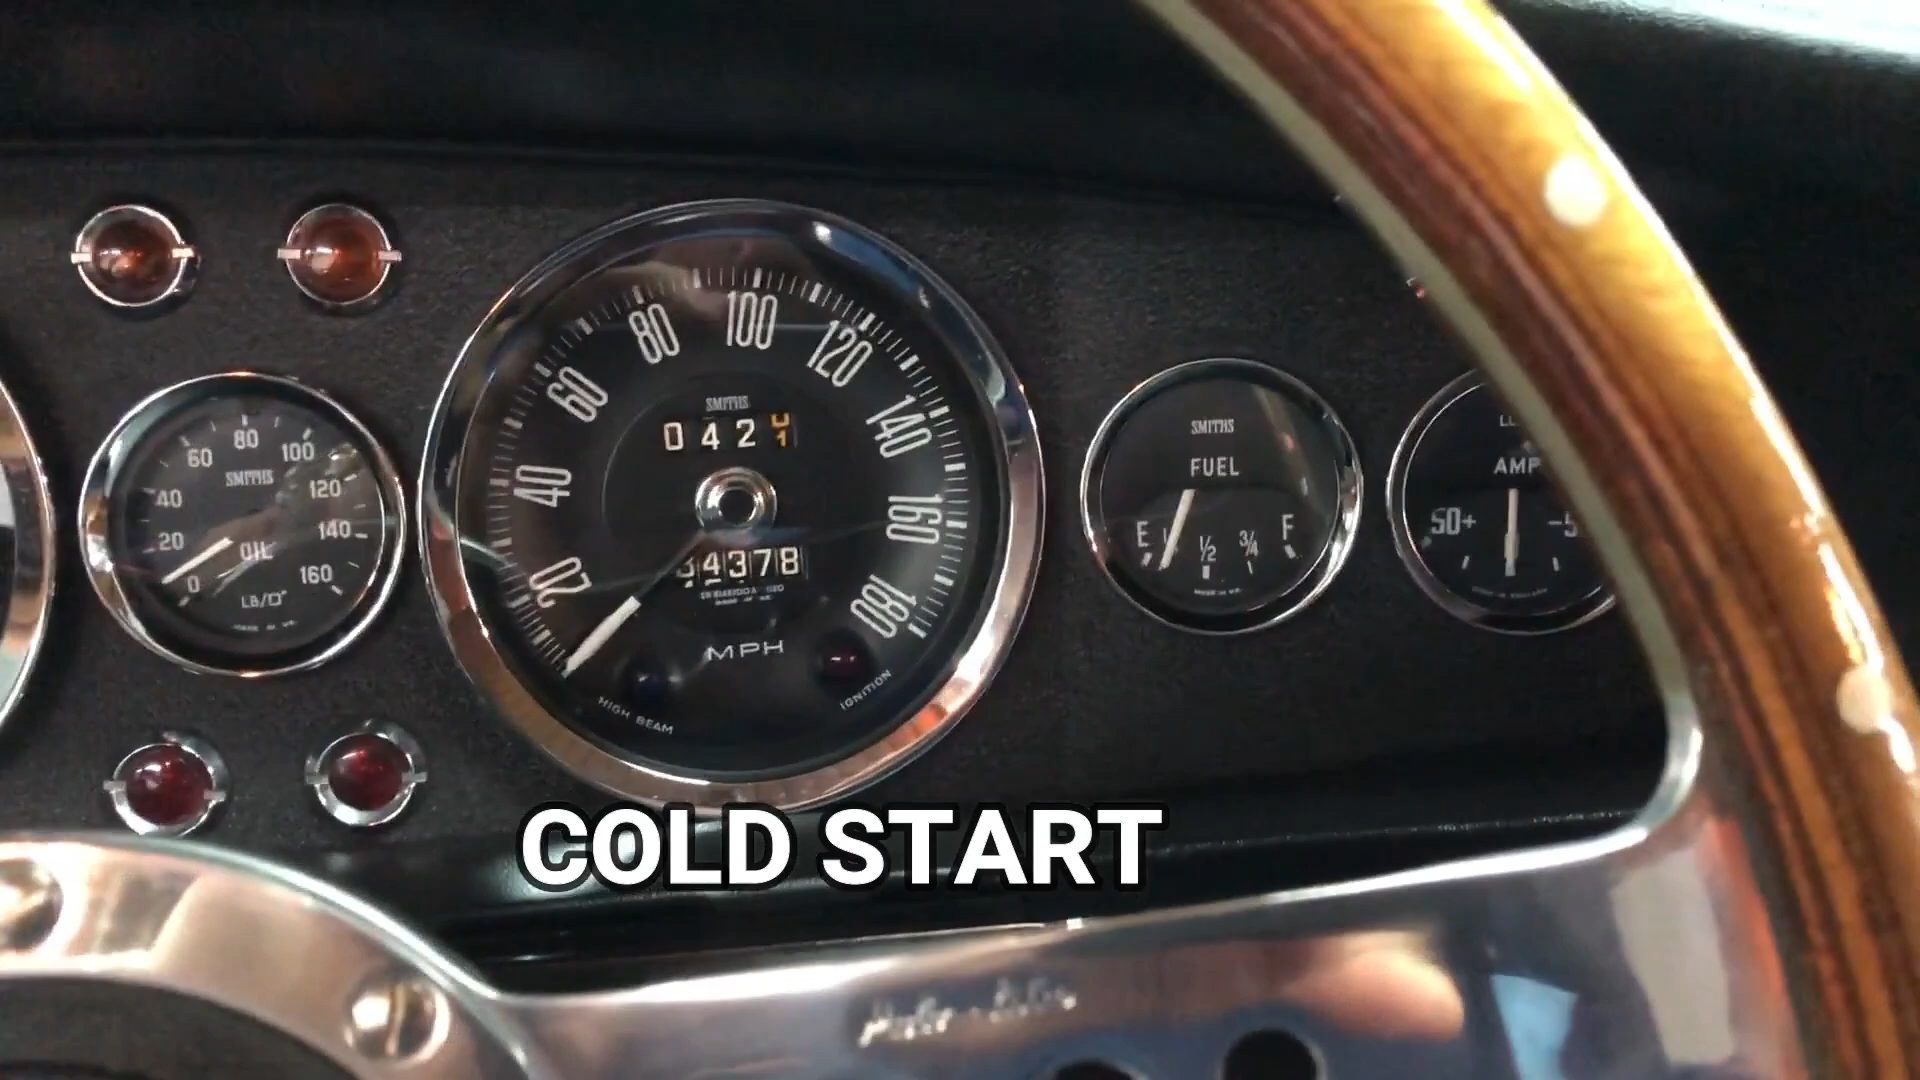 60 80 100
40 SMITHS 120
20 OIL 140
0 160
LB/□"
80 100 120
60 140
40 160
20 180
SMITHS
042
34378
MPH
HIGH BEAM
IGNITION
SMITHS
FUEL
E 1/2 3/4 F
AMP
50+
COLD START